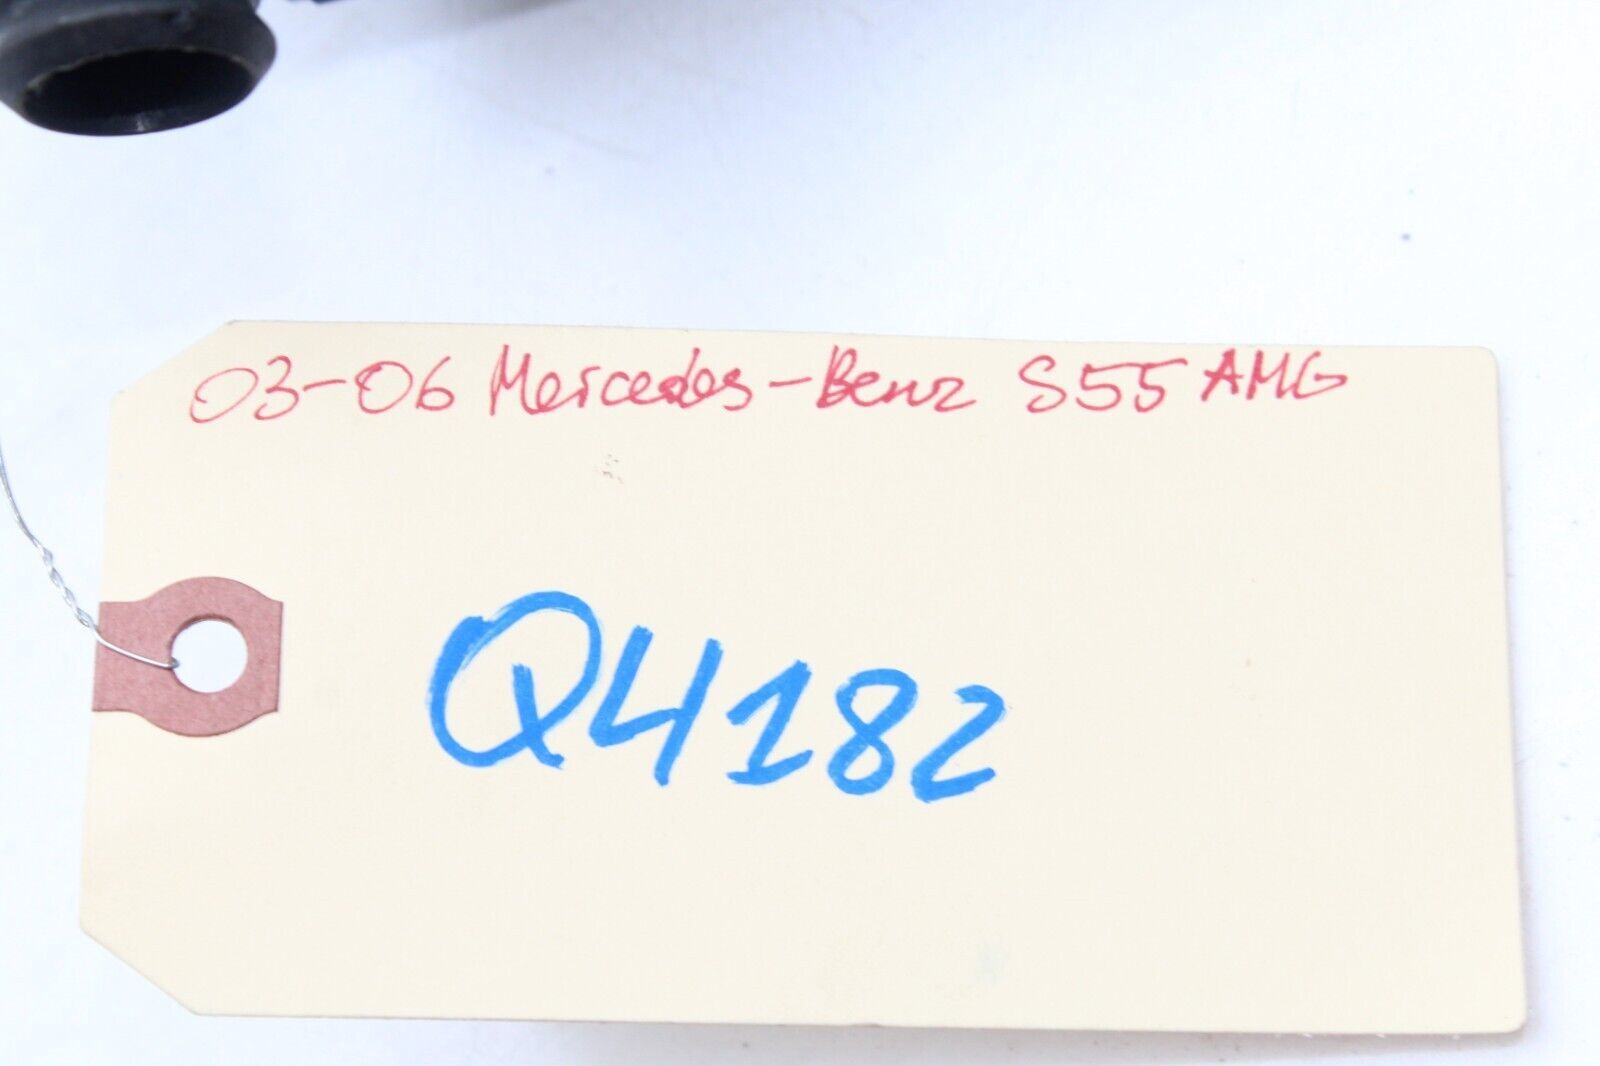 03-06 Mercedes-Benz S55 AMG
Q4182